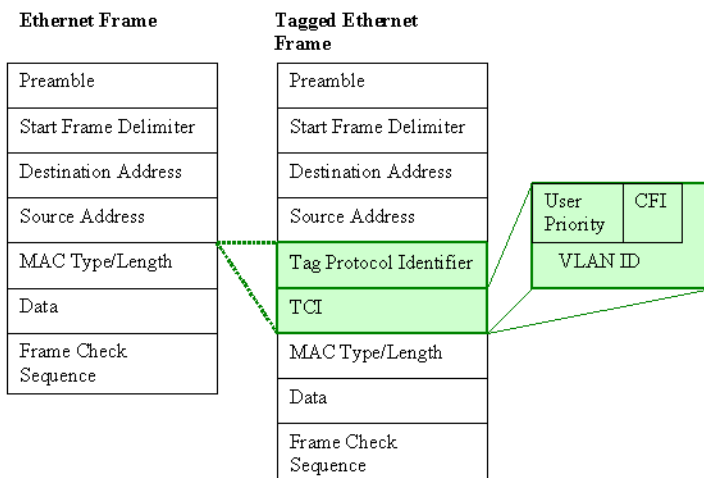 Ethernet Frame
Preamble
Start Frame Delimiter
Destination Address
Source Address
MAC Type/Length
Data
Frame Check
Sequence
Tagged Ethernet
Frame
Preamble
Start Frame Delimiter
Destination Address
Source Address
Tag Protocol Identifier
TCI
MAC Type/Length
Data
Frame Check
Sequence
User
Priority
CFI
VLAN ID